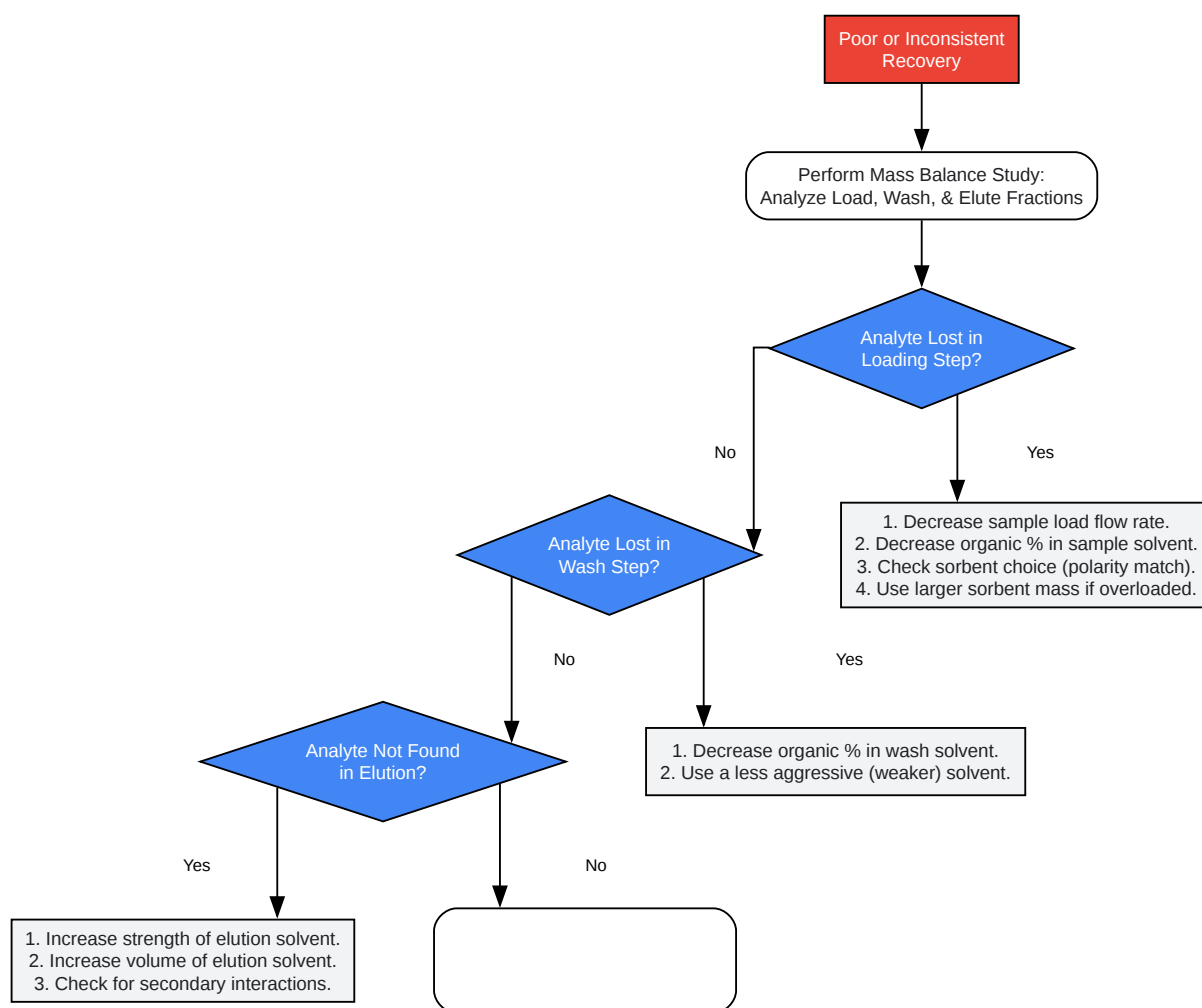 Poor or Inconsistent
Recovery
Perform Mass Balance Study:
Analyze Load, Wash, & Elute Fractions
Analyte Lost in
Loading Step?
No
Yes
1. Decrease sample load flow rate.
2. Decrease organic % in sample solvent.
3. Check sorbent choice (polarity match).
4. Use larger sorbent mass if overloaded.
Analyte Lost in
Wash Step?
No
Yes
1. Decrease organic % in wash solvent.
2. Use a less aggressive (weaker) solvent.
Analyte Not Found
in Elution?
Yes
No
1. Increase strength of elution solvent.
2. Increase volume of elution solvent.
3. Check for secondary interactions.